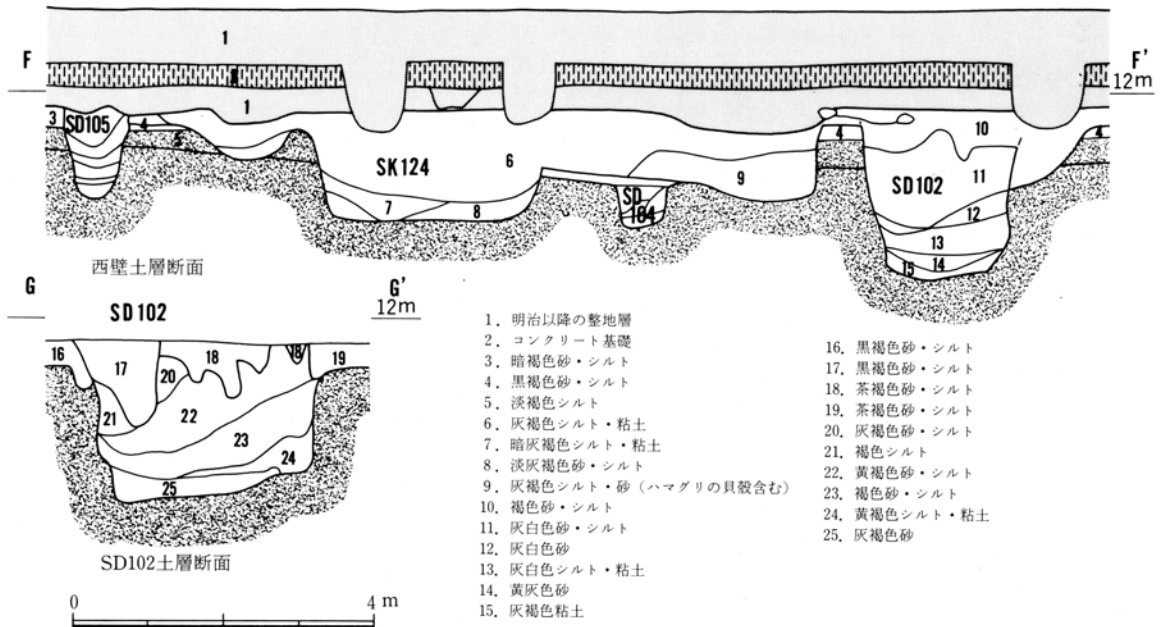 1
F
F'
12m
1
3
SD105
4
5
SK124
6
7
8
SD
104
9
4
10
11
SD102
12
13
14
15
4
西壁土層断面
G
SD102
G'
12m
16
17
18
18
19
20
21
22
23
24
25
SD102土層断面
0
4 m
1. 明治以降の整地層
2. コンクリート基礎
3. 暗褐色砂・シルト
4. 黒褐色砂・シルト
5. 淡褐色シルト
6. 灰褐色シルト・粘土
7. 暗灰褐色シルト・粘土
8. 淡灰褐色砂・シルト
9. 灰褐色シルト・砂（ハマグリの貝殻含む）
10. 褐色砂・シルト
11. 灰白色砂・シルト
12. 灰白色砂
13. 灰白色シルト・粘土
14. 黄灰色砂
15. 灰褐色粘土
16. 黒褐色砂・シルト
17. 黒褐色砂・シルト
18. 茶褐色砂・シルト
19. 茶褐色砂・シルト
20. 灰褐色砂・シルト
21. 褐色シルト
22. 黄褐色砂・シルト
23. 褐色砂・シルト
24. 黄褐色シルト・粘土
25. 灰褐色砂